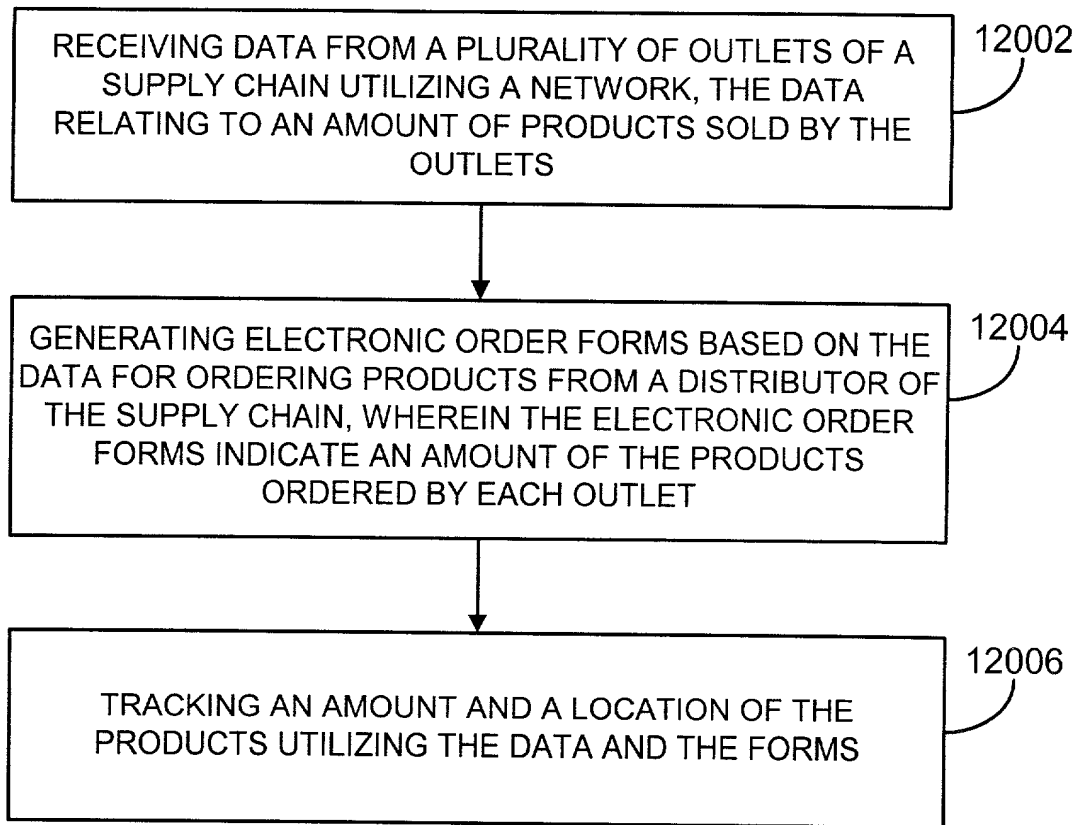 RECEIVING DATA FROM A PLURALITY OF OUTLETS OF A
SUPPLY CHAIN UTILIZING A NETWORK, THE DATA
RELATING TO AN AMOUNT OF PRODUCTS SOLD BY THE
OUTLETS
12002
GENERATING ELECTRONIC ORDER FORMS BASED ON THE
DATA FOR ORDERING PRODUCTS FROM A DISTRIBUTOR OF
THE SUPPLY CHAIN, WHEREIN THE ELECTRONIC ORDER
FORMS INDICATE AN AMOUNT OF THE PRODUCTS
ORDERED BY EACH OUTLET
12004
TRACKING AN AMOUNT AND A LOCATION OF THE
PRODUCTS UTILIZING THE DATA AND THE FORMS
12006